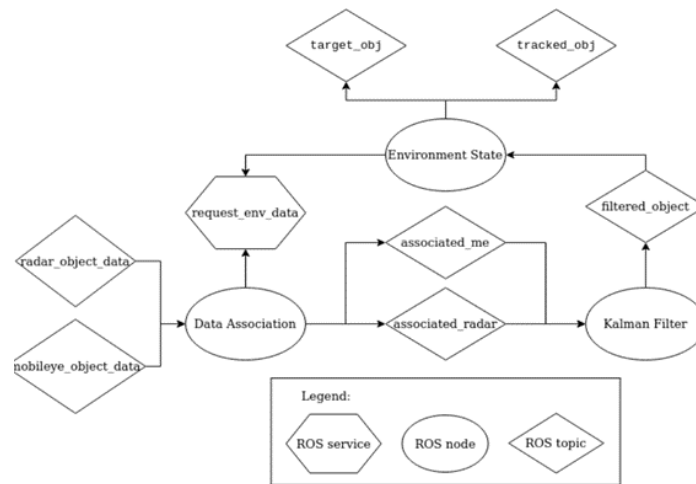 target_obj
tracked_obj
Environment State
request_env_data
filtered_object
radar_object_data
associated_me
Data Association
associated_radar
Kalman Filter
mobileye_object_data
Legend:
ROS service
ROS node
ROS topic